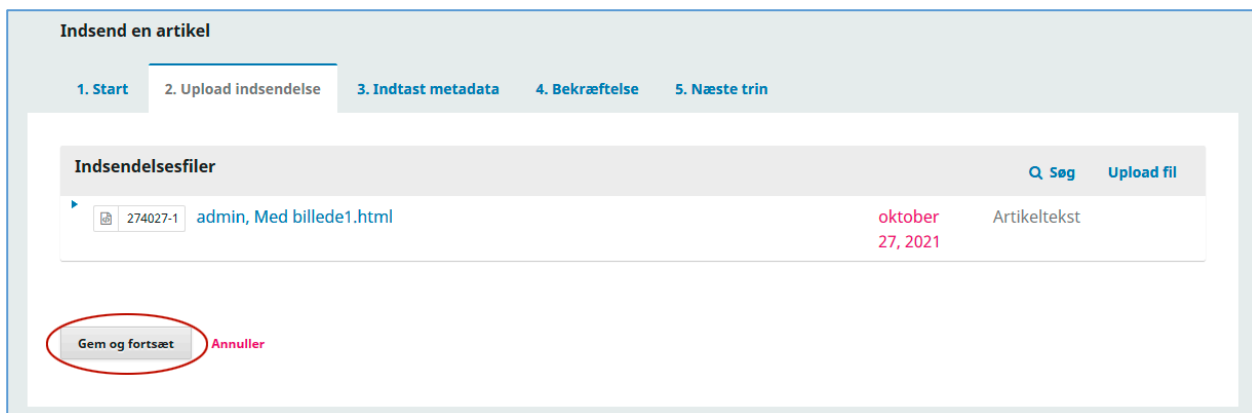 Indsend en artikel
1. Start 2. Upload indsendelse 3. Indtast metadata 4. Bekræftelse 5. Næste trin
Indsendelsesfiler Søg Upload fil
274027-1 admin, Med billede1.html oktober Artikeltekst
27, 2021
Gem og fortsæt Annuller